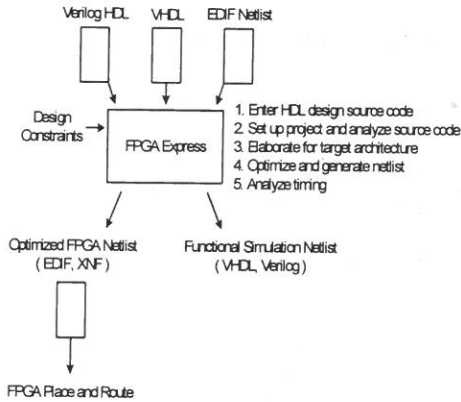 Verilog HDL
VHDL
EDIF Netlist
Design
Constraints
FPGA Express
1. Enter HDL design source code
2. Set up project and analyze source code
3. Elaborate for target architecture
4. Optimize and generate netlist
5. Analyze timing
Optimized FPGA Netlist
( EDIF, XNF )
Functional Simulation Netlist
( VHDL, Verilog )
FPGA Place and Route